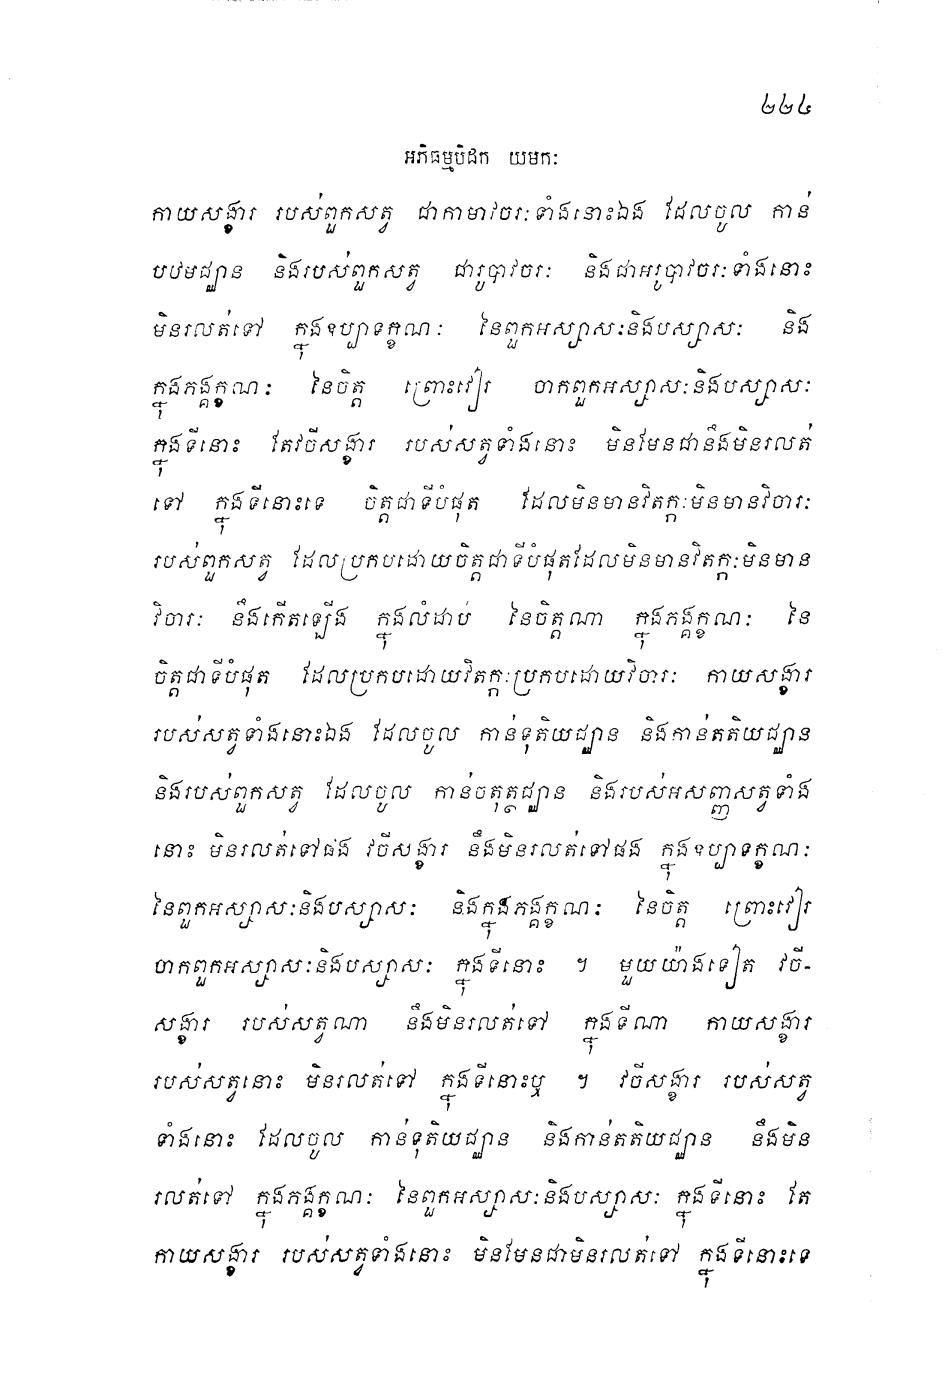 ២២៤
អភិធម្មបិដក យមកៈ
កាយសង្ខារ របស់ពួកសត្វ ជាកាមាវចរៈទាំងនោះឯង ដែលចូល កាន់
បឋមជ្ឈាន និងរបស់ពួកសត្វ ជារូបាវចរៈ និងជាអរូបាវចរៈទាំងនោះ
មិនរលត់ទៅ ក្នុងឧប្បាទក្ខណៈ នៃពួកអស្សាសៈនិងបស្សាសៈ និង
ក្នុងភង្គក្ខណៈ នៃចិត្ត ព្រោះវៀរ ចាកពួកអស្សាសៈនិងបស្សាសៈ
ក្នុងទីនោះ តែវចីសង្ខារ របស់សត្វទាំងនោះ មិនមែនជានឹងមិនរលត់
ទៅ ក្នុងទីនោះទេ ចិត្តជាទីបំផុត ដែលមិនមានវិតក្កៈមិនមានវិចារៈ
របស់ពួកសត្វ ដែលប្រកបដោយចិត្តជាទីបំផុតដែលមិនមានវិតក្កៈមិនមាន
វិចារៈ នឹងកើតឡើង ក្នុងលំដាប់ នៃចិត្តណា ក្នុងភង្គក្ខណៈ នៃ
ចិត្តជាទីបំផុត ដែលប្រកបដោយវិតក្កៈប្រកបដោយវិចារៈ កាយសង្ខារ
របស់សត្វទាំងនោះឯង ដែលចូល កាន់ទុតិយជ្ឈាន និងកាន់តតិយជ្ឈាន
និងរបស់ពួកសត្វ ដែលចូល កាន់ចតុត្ថជ្ឈាន និងរបស់អសញ្ញសត្វទាំង
នោះ មិនរលត់ទៅផង វចីសង្ខារ នឹងមិនរលត់ទៅផង ក្នុងឧប្បាទក្ខណៈ
នៃពួកអស្សាសៈនិងបស្សាសៈ និងក្នុងភង្គក្ខណៈ នៃចិត្ត ព្រោះវៀរ
ចាកពួកអស្សាសៈនិងបស្សាសៈ ក្នុងទីនោះ ។ មួយយ៉ាងទៀត វចី-
សង្ខារ របស់សត្វណា នឹងមិនរលត់ទៅ ក្នុងទីណា កាយសង្ខារ
របស់សត្វនោះ មិនរលត់ទៅ ក្នុងទីនោះឬ ។ វចីសង្ខារ របស់សត្វ
ទាំងនោះ ដែលចូល កាន់ទុតិយជ្ឈាន និងកាន់តតិយជ្ឈាន នឹងមិន
រលត់ទៅ ក្នុងភង្គក្ខណៈ នៃពួកអស្សាសៈនិងបស្សាសៈ ក្នុងទីនោះ តែ
កាយសង្ខារ របស់សត្វទាំងនោះ មិនមែនជាមិនរលត់ទៅ ក្នុងទីនោះទេ